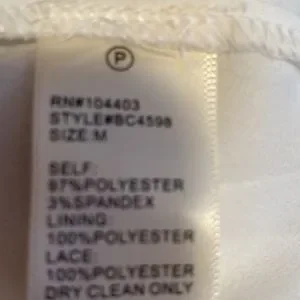 P
RN#104403
STYLE#BC4598
SIZE:M
SELF:
97%POLYESTER
3%SPANDEX
LINING:
100%POLYESTER
LACE:
100%POLYESTER
DRY CLEAN ONLY